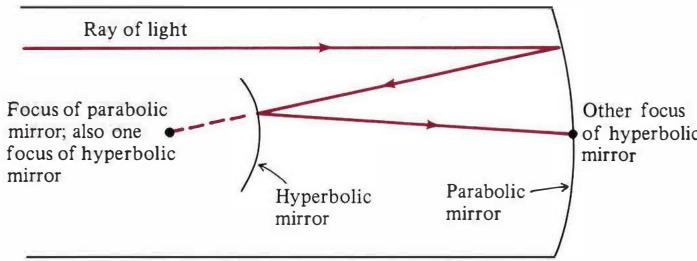 Ray of light
Focus of parabolic
mirror; also one
focus of hyperbolic
mirror
Other focus
of hyperbolic
mirror
Hyperbolic
mirror
Parabolic
mirror